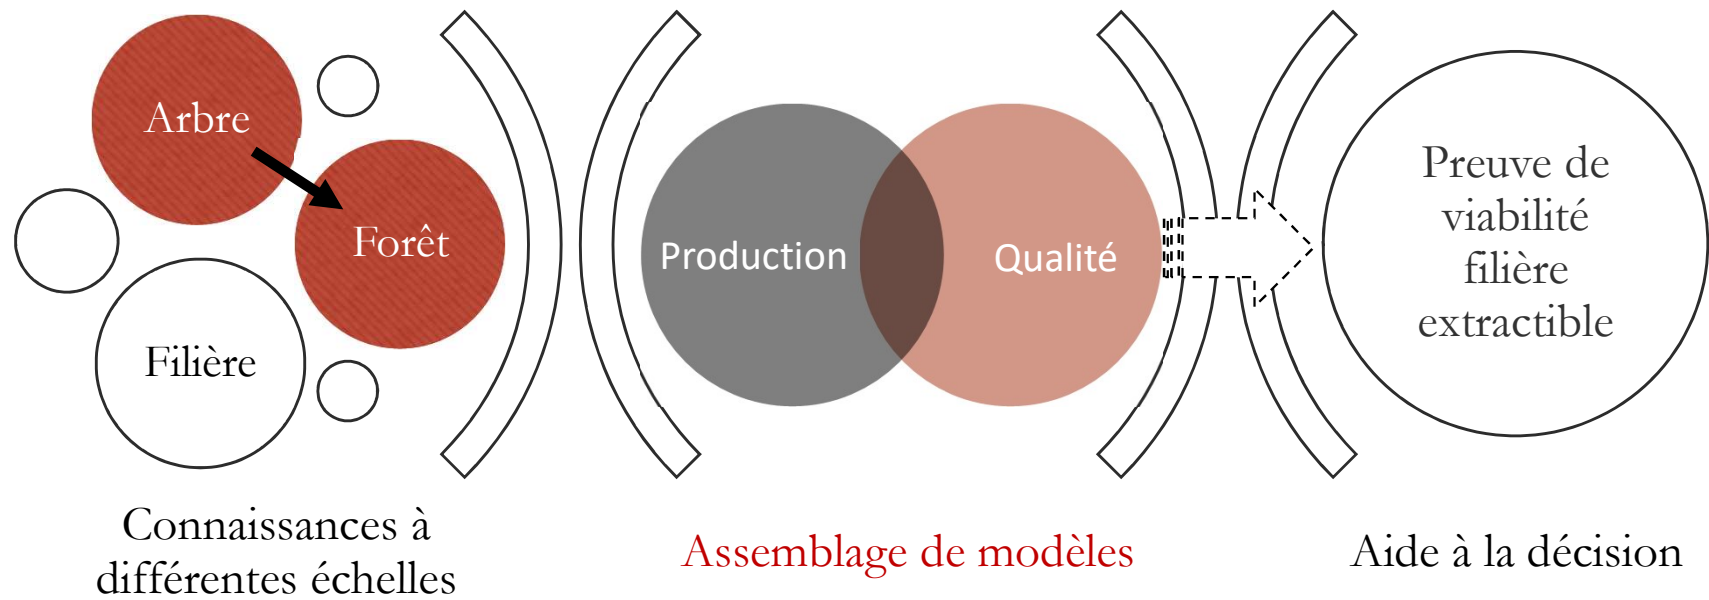 Arbre
Forêt
Filière
Connaissances à
différentes échelles
Production
Qualité
Assemblage de modèles
Preuve de
viabilité
filière
extractible
Aide à la décision